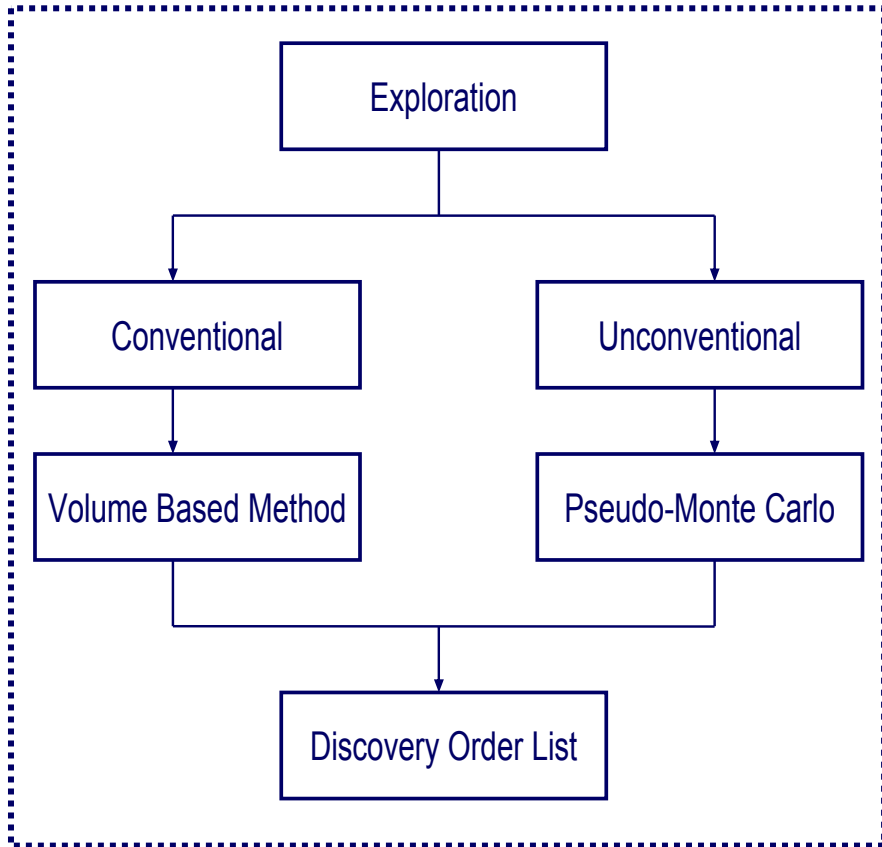 Exploration
Conventional
Unconventional
Volume Based Method
Pseudo-Monte Carlo
Discovery Order List